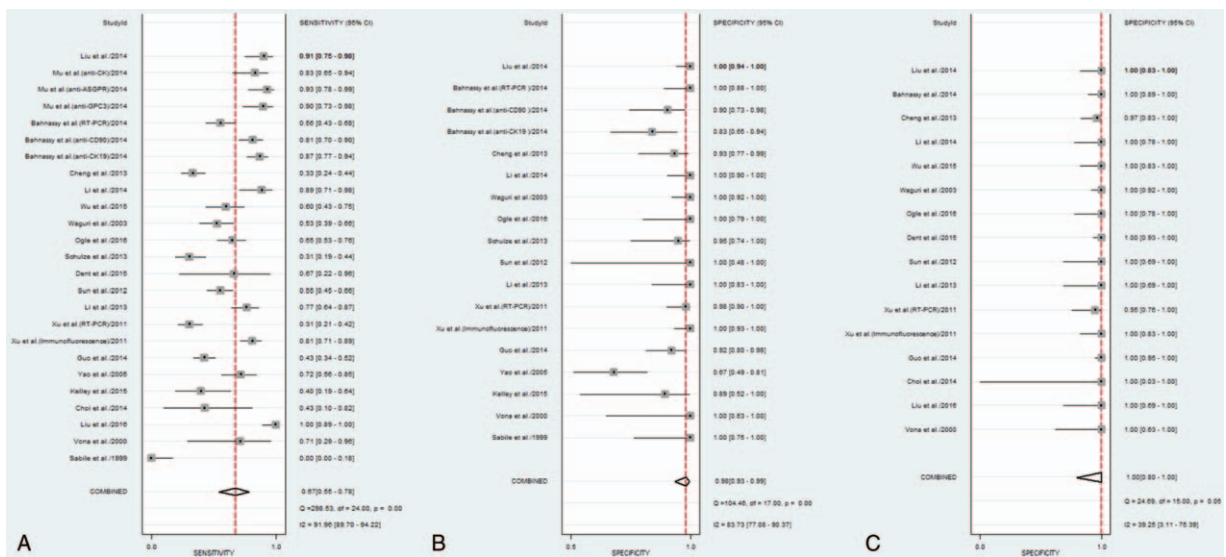 StudyId SENSITIVITY (95% CI)
Liu et al./2014 0.91 [0.75 - 0.98]
Mu et al.(anti-CK)/2014 0.83 [0.65 - 0.94]
Mu et al.(anti-ASGPR)/2014 0.93 [0.78 - 0.99]
Mu et al.(anti-GPC3)/2014 0.90 [0.73 - 0.98]
Bahnassy et al.(RT-PCR)/2014 0.56 [0.43 - 0.68]
Bahnassy et al.(anti-CD90)/2014 0.81 [0.70 - 0.90]
Bahnassy et al.(anti-CK19)/2014 0.87 [0.77 - 0.94]
Cheng et al./2013 0.33 [0.24 - 0.44]
Li et al./2014 0.89 [0.71 - 0.98]
Wu et al./2015 0.60 [0.43 - 0.75]
Waguri et al./2003 0.53 [0.39 - 0.66]
Ogle et al./2016 0.65 [0.53 - 0.76]
Schulze et al./2013 0.31 [0.19 - 0.44]
Dent et al./2015 0.67 [0.22 - 0.96]
Sun et al./2012 0.55 [0.45 - 0.66]
Li et al./2013 0.77 [0.64 - 0.87]
Xu et al.(RT-PCR)/2011 0.31 [0.21 - 0.42]
Xu et al.(Immunofluorescence)/2011 0.81 [0.71 - 0.89]
Guo et al./2014 0.43 [0.34 - 0.52]
Yao et al./2005 0.72 [0.56 - 0.85]
Kelley et al./2015 0.40 [0.19 - 0.64]
Choi et al./2014 0.43 [0.10 - 0.82]
Liu et al./2016 1.00 [0.89 - 1.00]
Vona et al./2000 0.71 [0.29 - 0.96]
Sabile et al./1999 0.00 [0.00 - 0.18]
COMBINED 0.67[0.56 - 0.78]
Q =298.53, df = 24.00, p = 0.00
I2 = 91.96 [89.70 - 94.22]
0.0 1.0
SENSITIVITY
A
StudyId SPECIFICITY (95% CI)
Liu et al./2014 1.00 [0.94 - 1.00]
Bahnassy et al.(RT-PCR )/2014 1.00 [0.88 - 1.00]
Bahnassy et al.(anti-CD90 )/2014 0.90 [0.73 - 0.98]
Bahnassy et al.(anti-CK19 )/2014 0.83 [0.65 - 0.94]
Cheng et al./2013 0.93 [0.77 - 0.99]
Li et al./2014 1.00 [0.90 - 1.00]
Waguri et al./2003 1.00 [0.92 - 1.00]
Ogle et al./2016 1.00 [0.79 - 1.00]
Schulze et al./2013 0.95 [0.74 - 1.00]
Sun et al./2012 1.00 [0.48 - 1.00]
Li et al./2013 1.00 [0.83 - 1.00]
Xu et al.(RT-PCR)/2011 0.98 [0.90 - 1.00]
Xu et al.(Immunofluorescence)/2011 1.00 [0.93 - 1.00]
Guo et al./2014 0.92 [0.80 - 0.98]
Yao et al./2005 0.67 [0.49 - 0.81]
Kelley et al./2015 0.89 [0.52 - 1.00]
Vona et al./2000 1.00 [0.63 - 1.00]
Sabile et al./1999 1.00 [0.75 - 1.00]
COMBINED 0.98[0.93 - 0.99]
Q =104.46, df = 17.00, p = 0.00
I2 = 83.73 [77.08 - 90.37]
0.5 1.0
SPECIFICITY
B
StudyId SPECIFICITY (95% CI)
Liu et al./2014 1.00 [0.83 - 1.00]
Bahnassy et al./2014 1.00 [0.89 - 1.00]
Cheng et al./2013 0.97 [0.83 - 1.00]
Li et al./2014 1.00 [0.78 - 1.00]
Wu et al./2015 1.00 [0.83 - 1.00]
Waguri et al./2003 1.00 [0.92 - 1.00]
Ogle et al./2016 1.00 [0.78 - 1.00]
Dent et al./2015 1.00 [0.93 - 1.00]
Sun et al./2012 1.00 [0.69 - 1.00]
Li et al./2013 1.00 [0.69 - 1.00]
Xu et al.(RT-PCR)/2011 0.95 [0.76 - 1.00]
Xu et al.(Immunofluorescence)/2011 1.00 [0.83 - 1.00]
Guo et al./2014 1.00 [0.95 - 1.00]
Choi et al./2014 1.00 [0.03 - 1.00]
Liu et al./2016 1.00 [0.69 - 1.00]
Vona et al./2000 1.00 [0.63 - 1.00]
COMBINED 1.00[0.80 - 1.00]
Q = 24.69, df = 15.00, p = 0.05
I2 = 39.25 [3.11 - 75.39]
0.0 1.0
SPECIFICITY
C